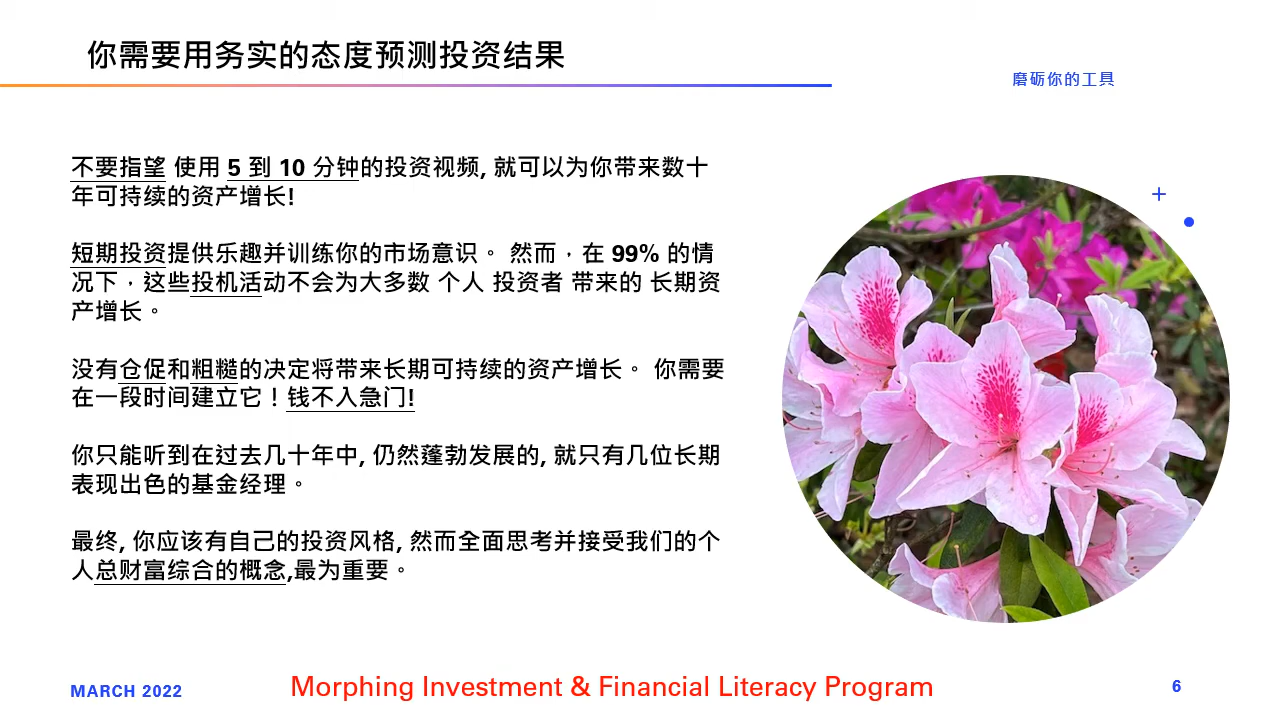 你需要用务实的态度预测投资结果
磨砺你的工具
不要指望 使用 5 到 10 分钟的投资视频, 就可以为你带来数十
年可持续的资产增长!
短期投资提供乐趣并训练你的市场意识。 然而，在 99% 的情
况下，这些投机活动不会为大多数 个人 投资者 带来的 长期资
产增长。
没有仓促和粗糙的决定将带来长期可持续的资产增长。 你需要
在一段时间建立它！钱不入急门!
你只能听到在过去几十年中, 仍然蓬勃发展的, 就只有几位长期
表现出色的基金经理。
最终, 你应该有自己的投资风格, 然而全面思考并接受我们的个
人总财富综合的概念,最为重要。
MARCH 2022
Morphing Investment & Financial Literacy Program
6